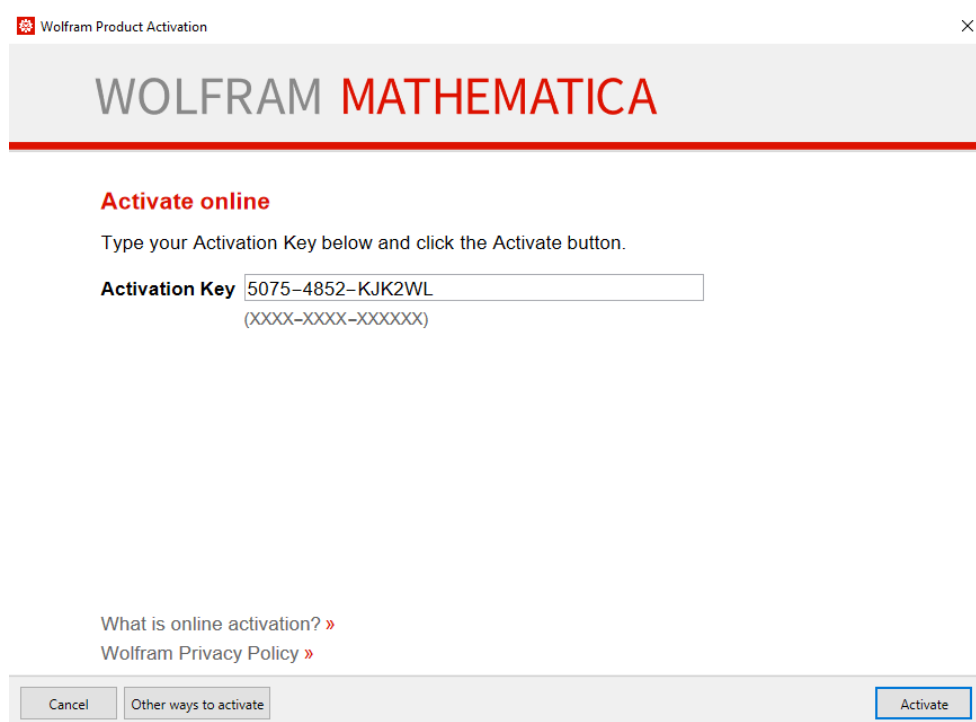 Wolfram Product Activation
WOLFRAM MATHEMATICA
Activate online
Type your Activation Key below and click the Activate button.
Activation Key 5075–4852–KJK2WL
(XXXX–XXXX–XXXXXX)
What is online activation? »
Wolfram Privacy Policy »
Cancel Other ways to activate Activate